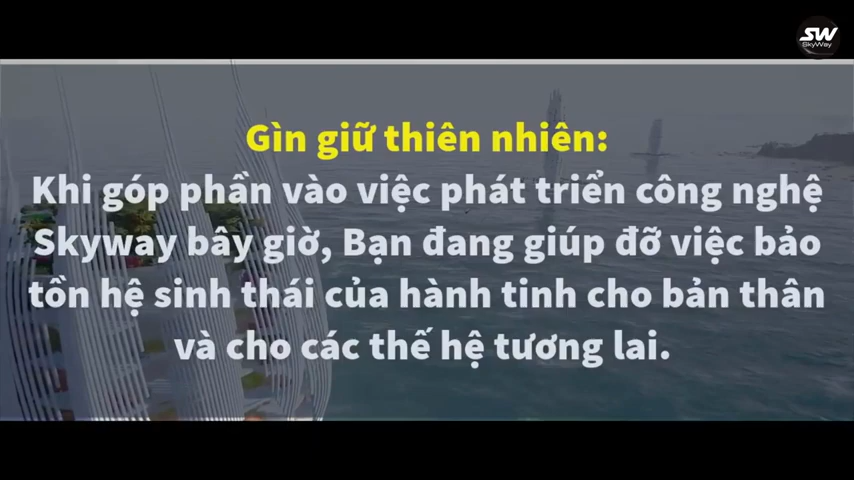 SW
SkyWay
Gìn giữ thiên nhiên:
Khi góp phần vào việc phát triển công nghệ
Skyway bây giờ, Bạn đang giúp đỡ việc bảo
tồn hệ sinh thái của hành tinh cho bản thân
và cho các thế hệ tương lai.